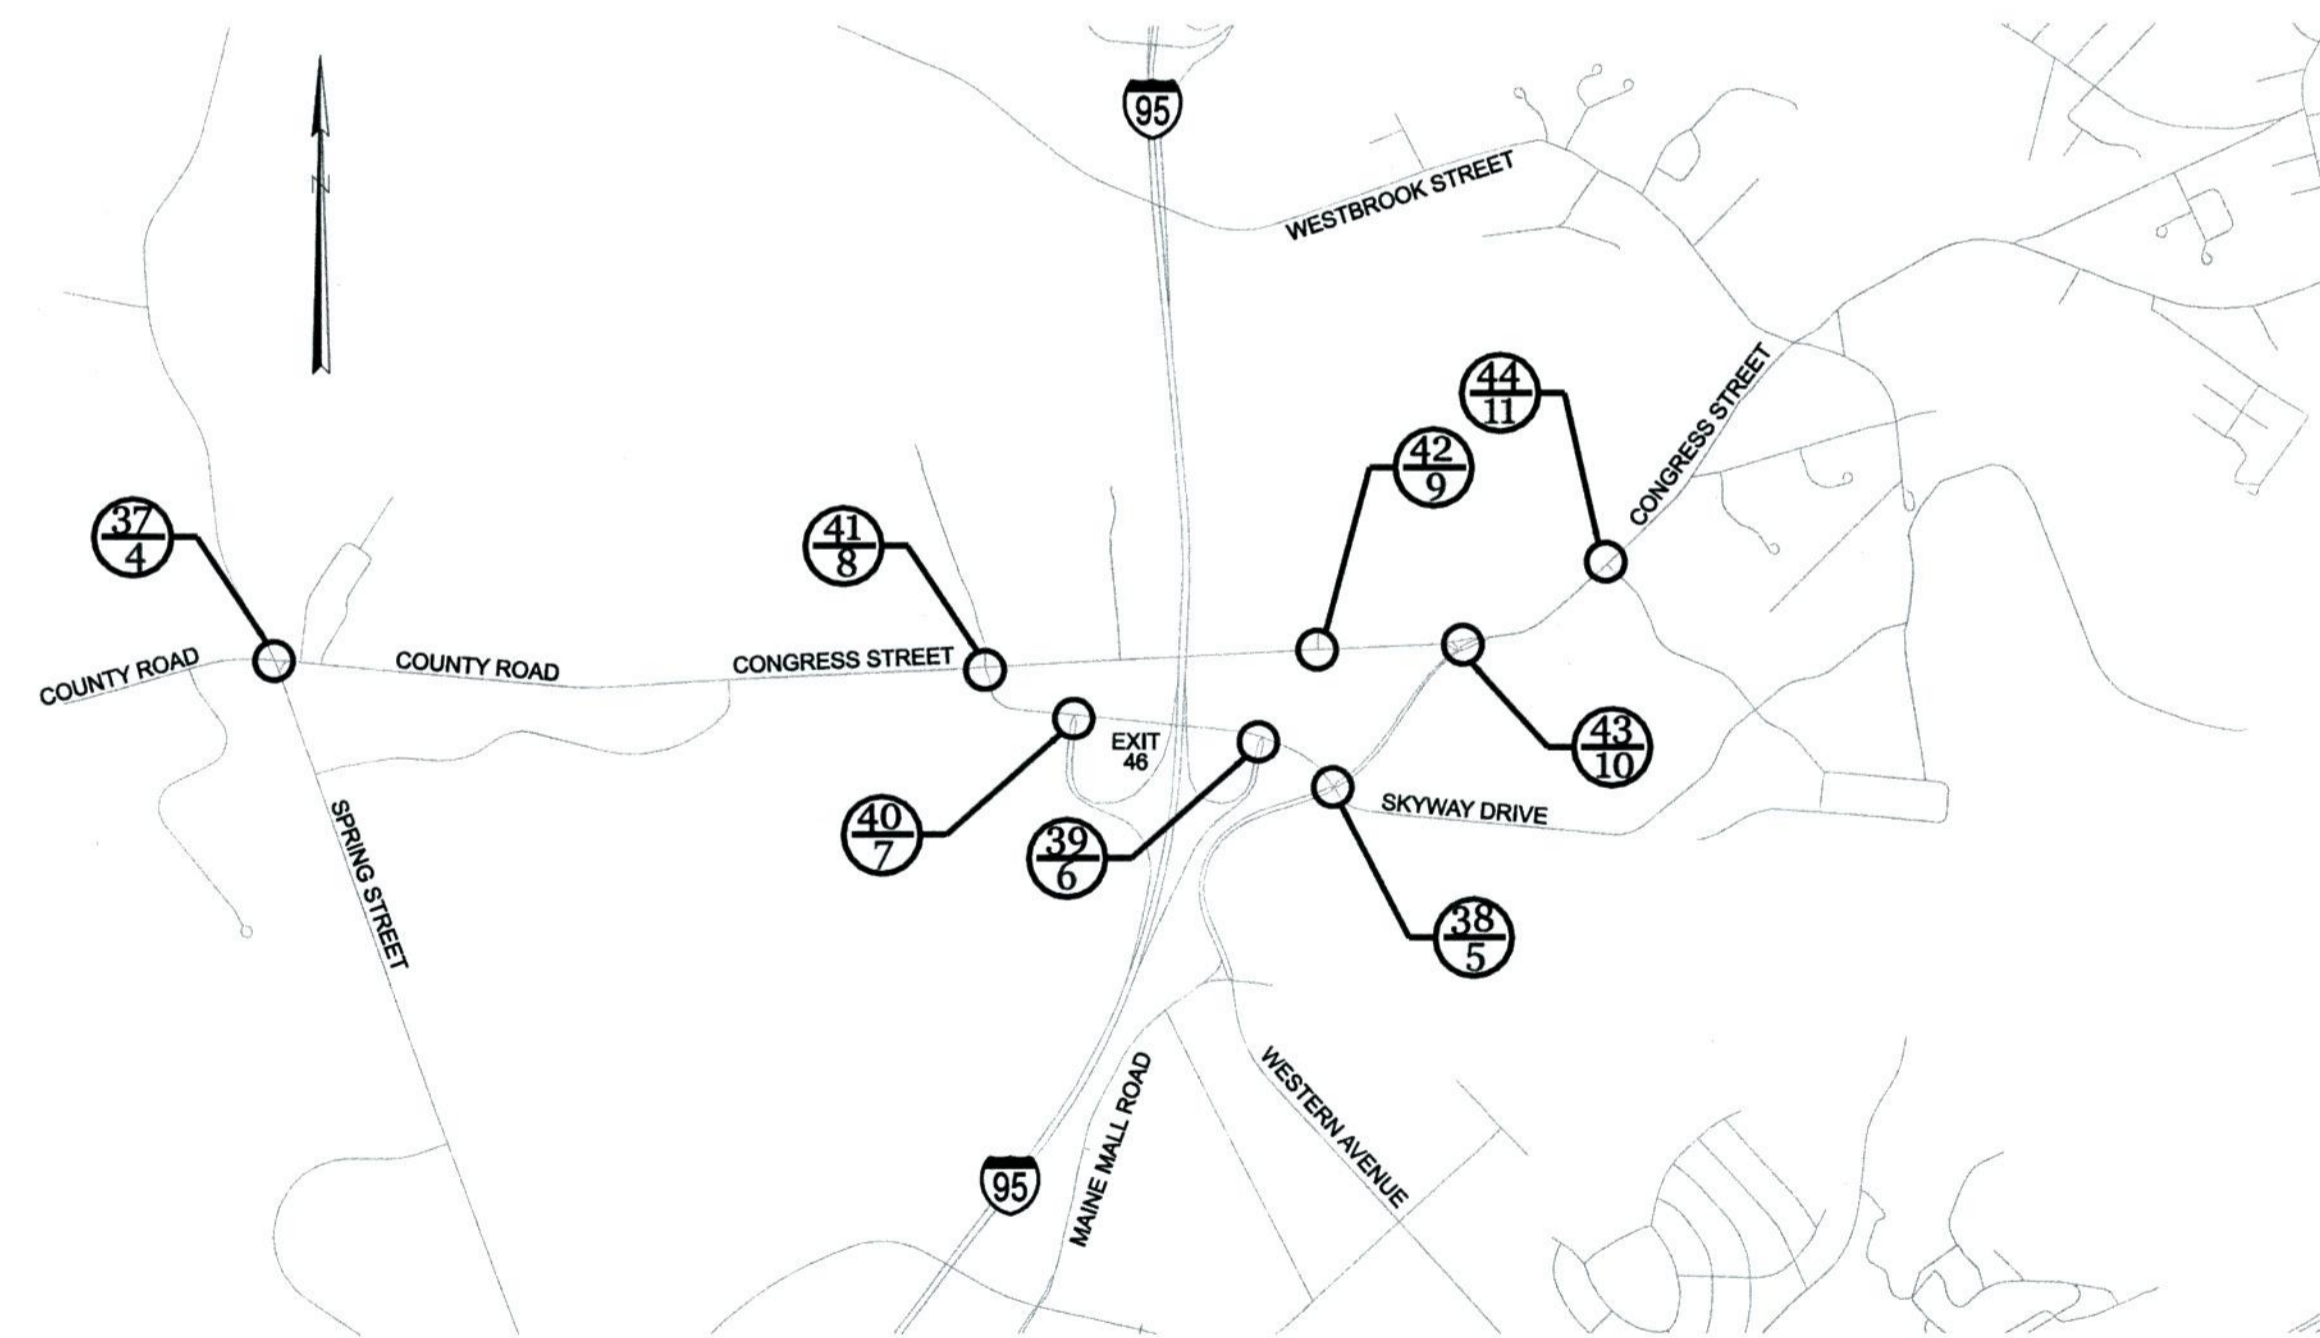 95
N
WESTBROOK STREET
44
11
CONGRESS STREET
42
9
37
4
41
8
COUNTY ROAD
COUNTY ROAD
CONGRESS STREET
43
10
EXIT
46
40
7
39
6
SKYWAY DRIVE
38
5
SPRING STREET
MAINE MALL ROAD
WESTERN AVENUE
95